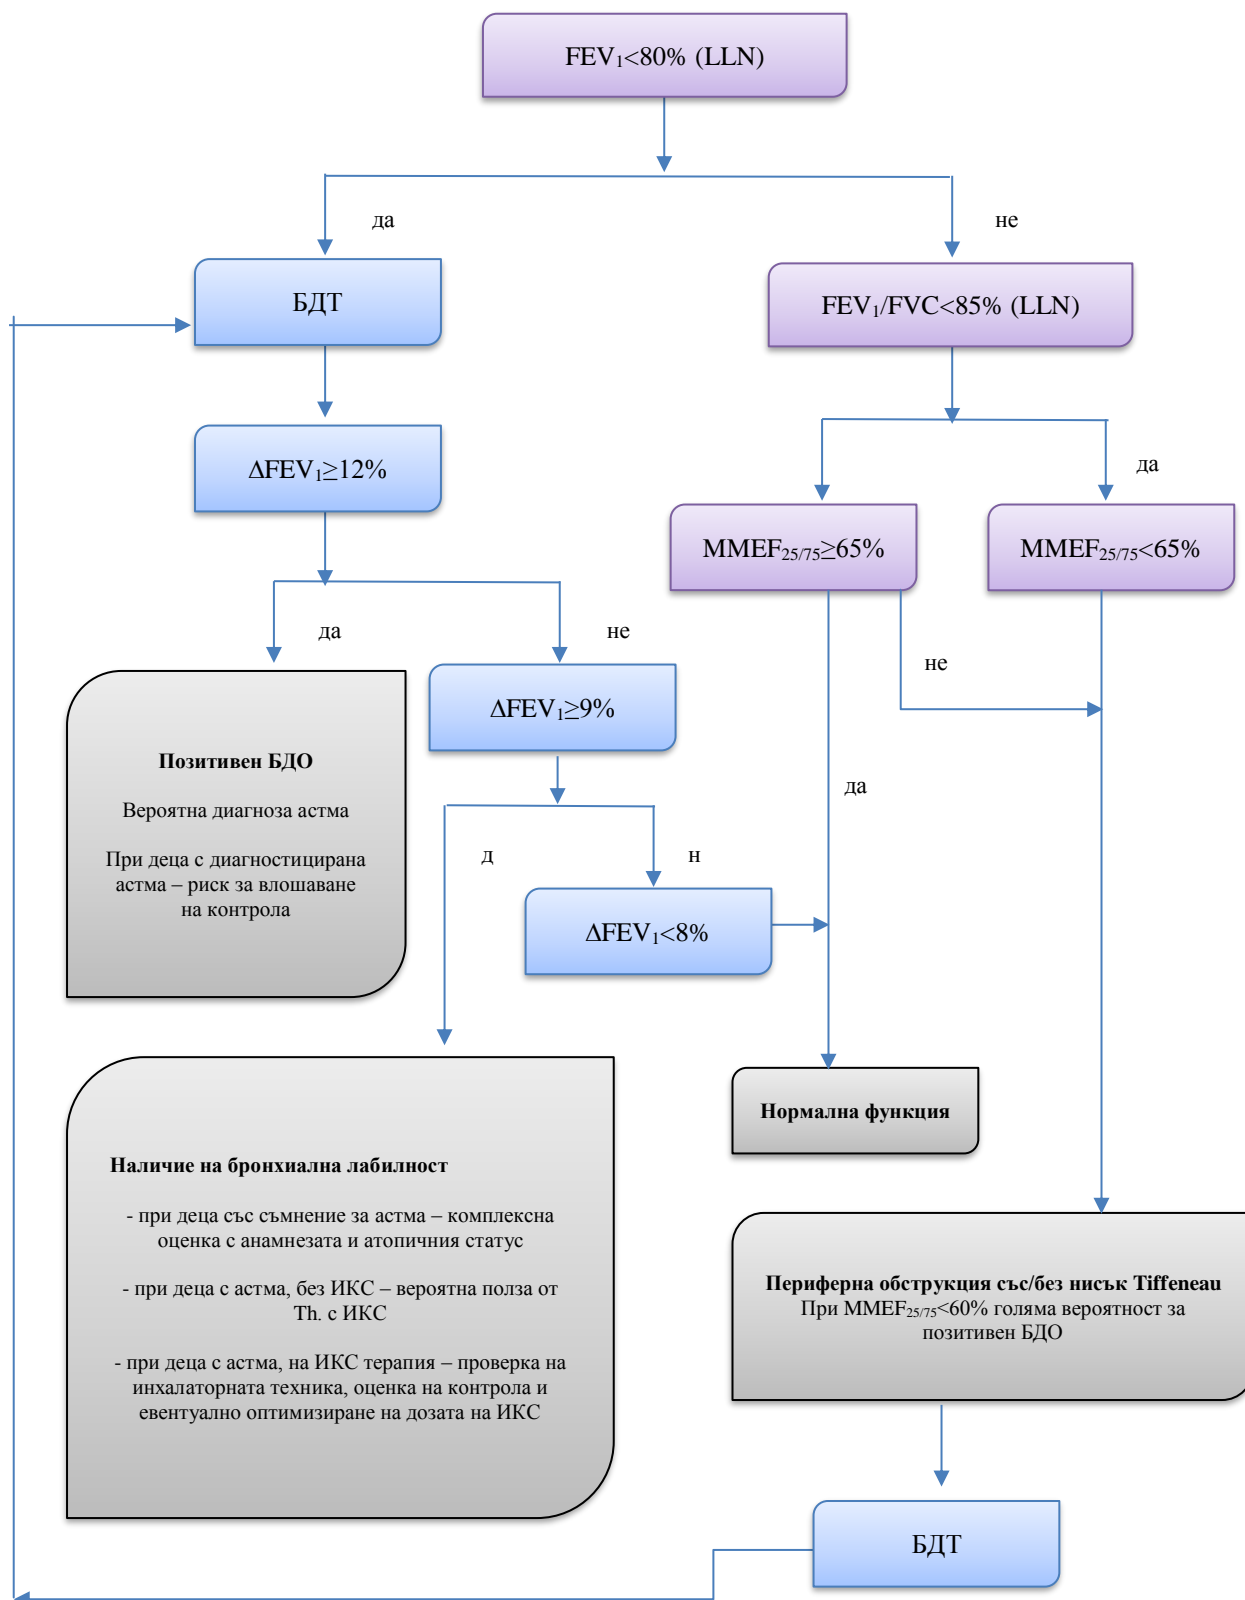 FEV₁<80% (LLN)
да
не
БДТ
FEV₁/FVC<85% (LLN)
ΔFEV₁≥12%
да
MMEF₂₅/₇₅≥65%
MMEF₂₅/₇₅<65%
да
не
не
ΔFEV₁≥9%
Позитивен БДО
Вероятна диагноза астма
При деца с диагностицирана
астма – риск за влошаване
на контрола
да
д
н
ΔFEV₁<8%
Нормална функция
Наличие на бронхиална лабилност
- при деца със съмнение за астма – комплексна
оценка с анамнезата и атопичния статус
- при деца с астма, без ИКС – вероятна полза от
Th. с ИКС
- при деца с астма, на ИКС терапия – проверка на
инхалаторната техника, оценка на контрола и
евентуално оптимизиране на дозата на ИКС
Периферна обструкция със/без нисък Tiffeneau
При MMEF₂₅/₇₅<60% голяма вероятност за
позитивен БДО
БДТ